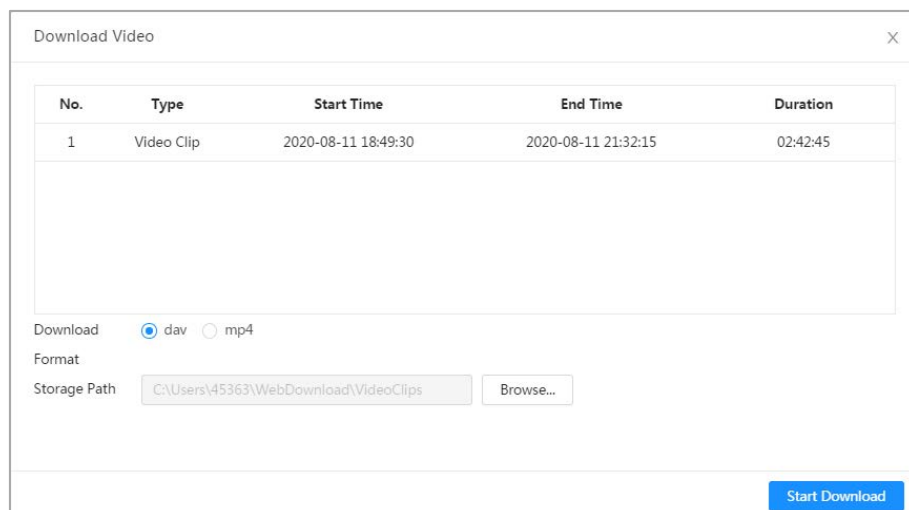 Download Video
No. Type Start Time End Time Duration
1 Video Clip 2020-08-11 18:49:30 2020-08-11 21:32:15 02:42:45
Download dav mp4
Format
Storage Path C:\Users\45363\WebDownload\VideoClips Browse...
Start Download